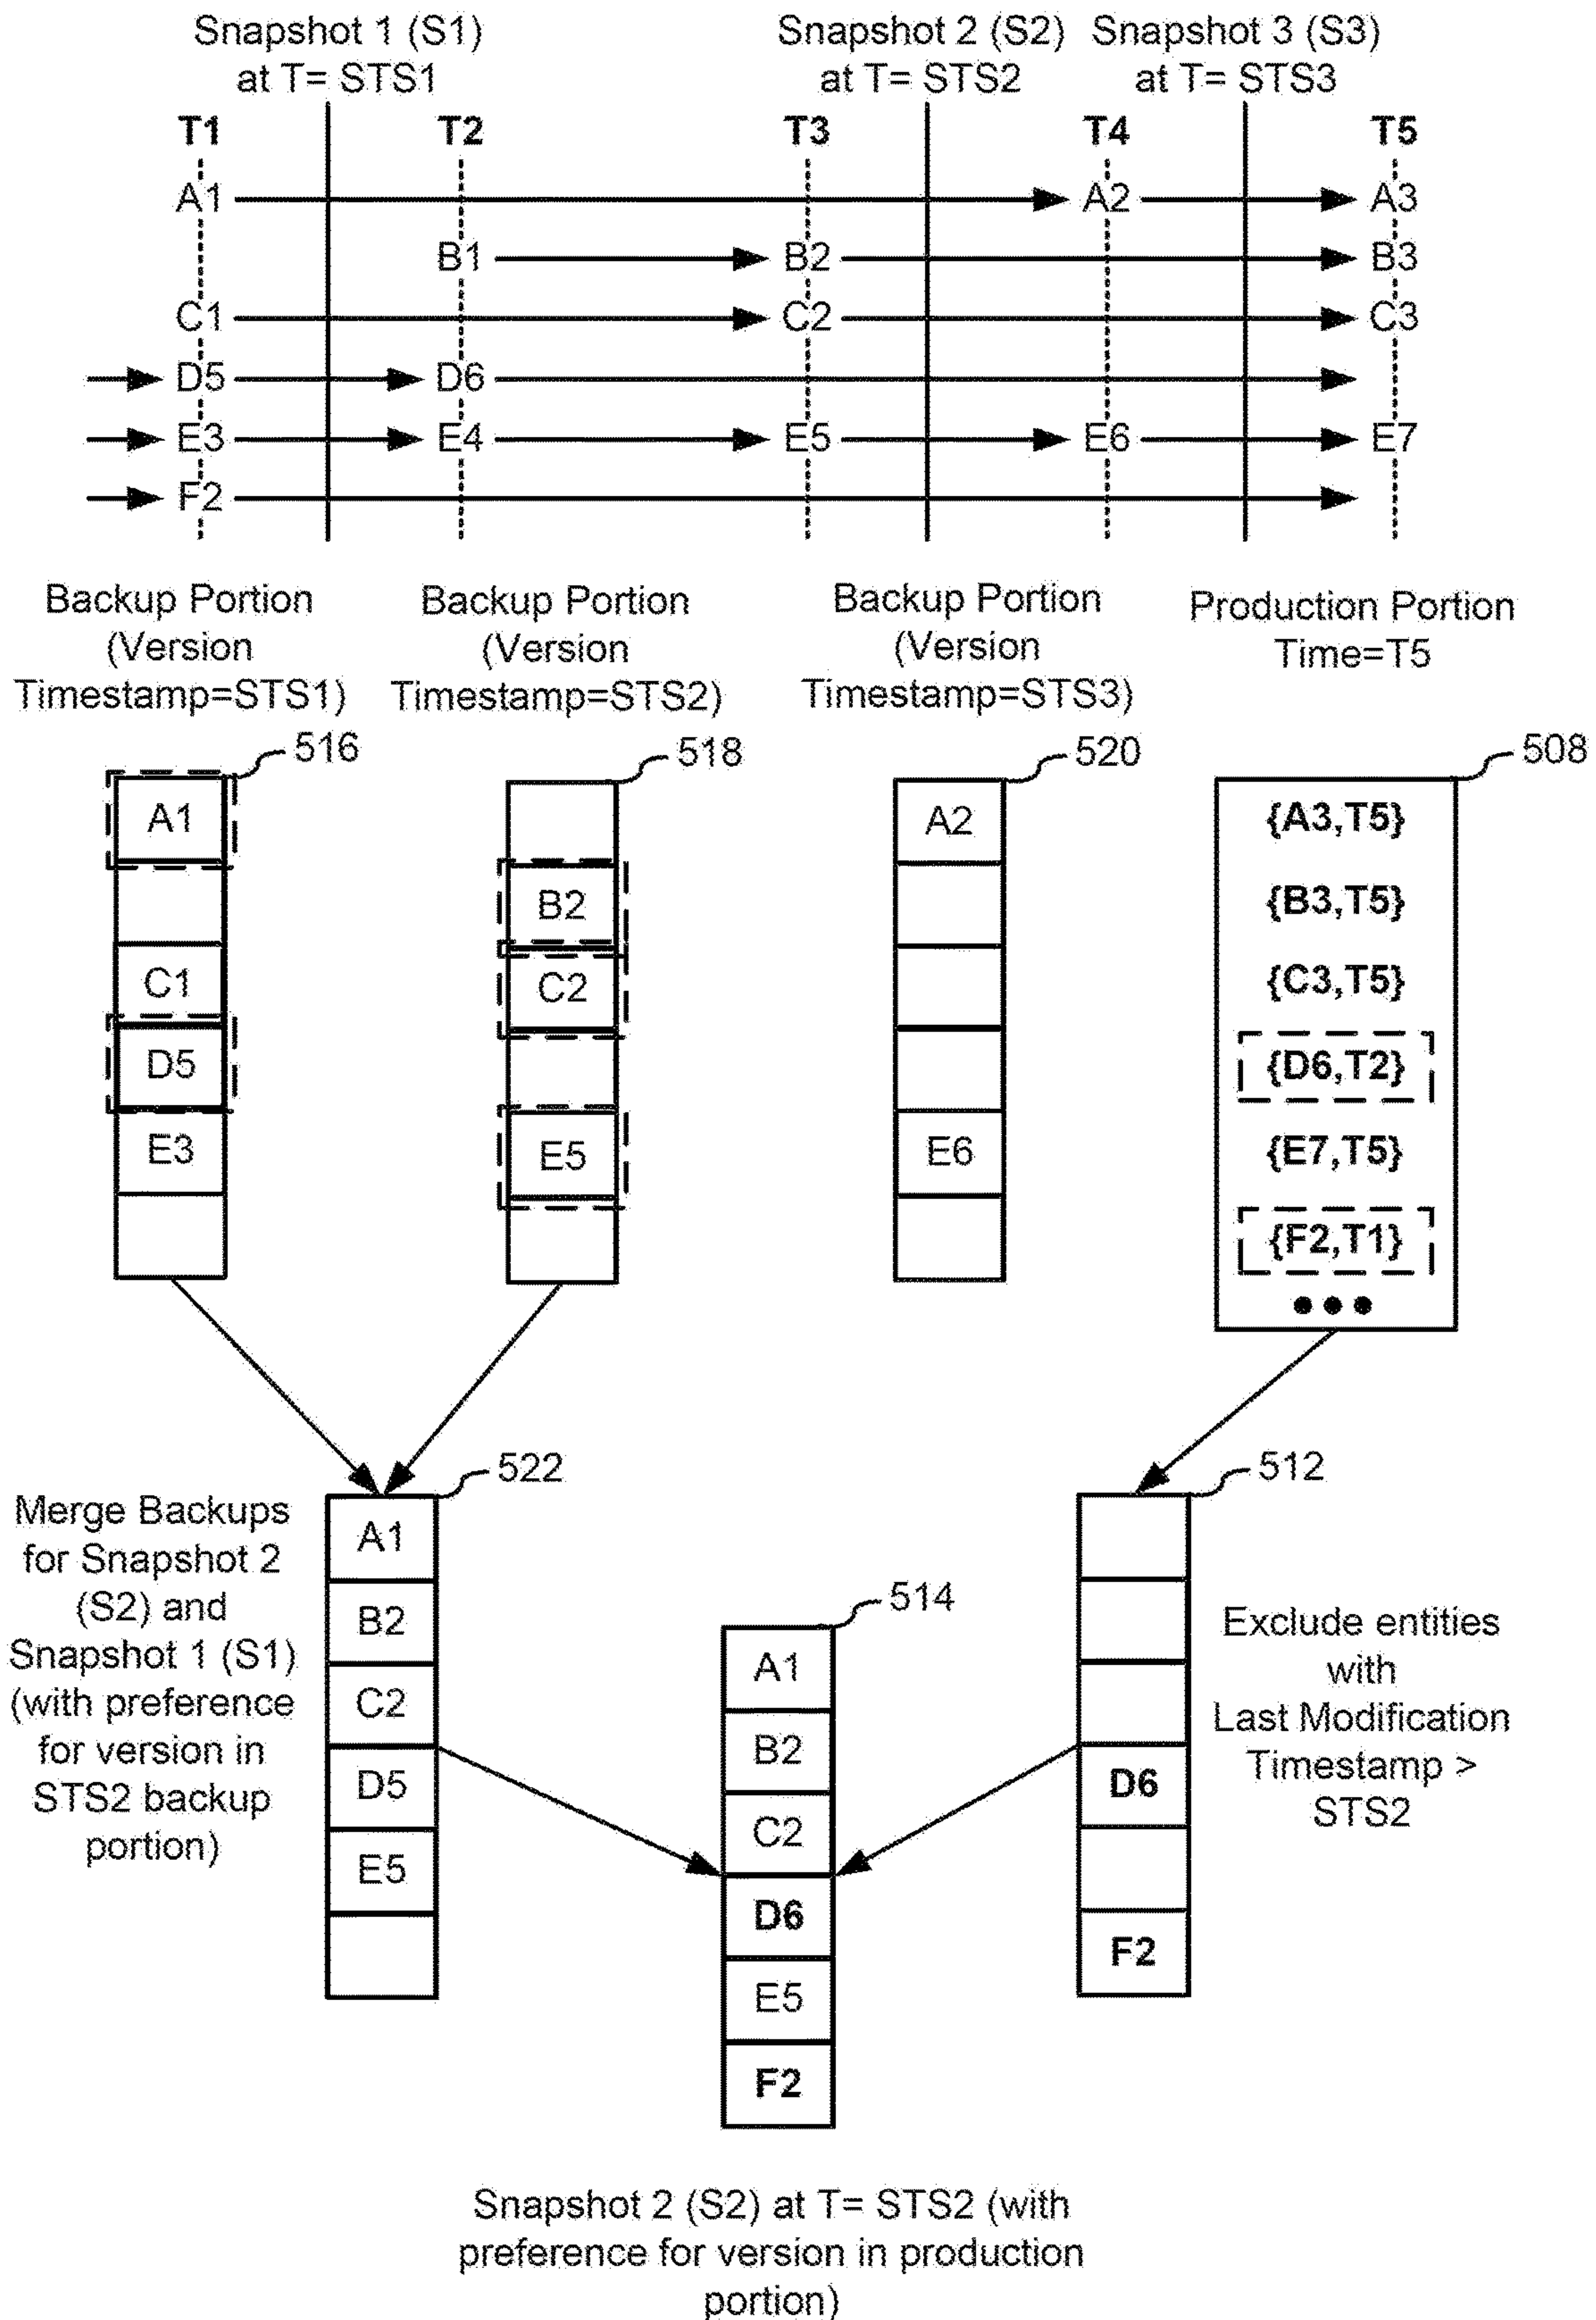 Snapshot 1 (S1) Snapshot 2 (S2) Snapshot 3 (S3)
at T= STS1 at T= STS2 at T= STS3
T1 T2 T3 T4 T5
A1 A2 A3
B1 B2 B3
C1 C2 C3
D5 D6
E3 E4 E5 E6 E7
F2
Backup Portion
(Version
Timestamp=STS1)
Backup Portion
(Version
Timestamp=STS2)
Backup Portion
(Version
Timestamp=STS3)
Production Portion
Time=T5
516
A1
C1
D5
E3
518
B2
C2
E5
520
A2
E6
508
{A3,T5}
{B3,T5}
{C3,T5}
{D6,T2}
{E7,T5}
{F2,T1}
Merge Backups
for Snapshot 2
(S2) and
Snapshot 1 (S1)
(with preference
for version in
STS2 backup
portion)
522
A1
B2
C2
D5
E5
514
A1
B2
C2
D6
E5
F2
512
D6
F2
Exclude entities
with
Last Modification
Timestamp >
STS2
Snapshot 2 (S2) at T= STS2 (with
preference for version in production
portion)